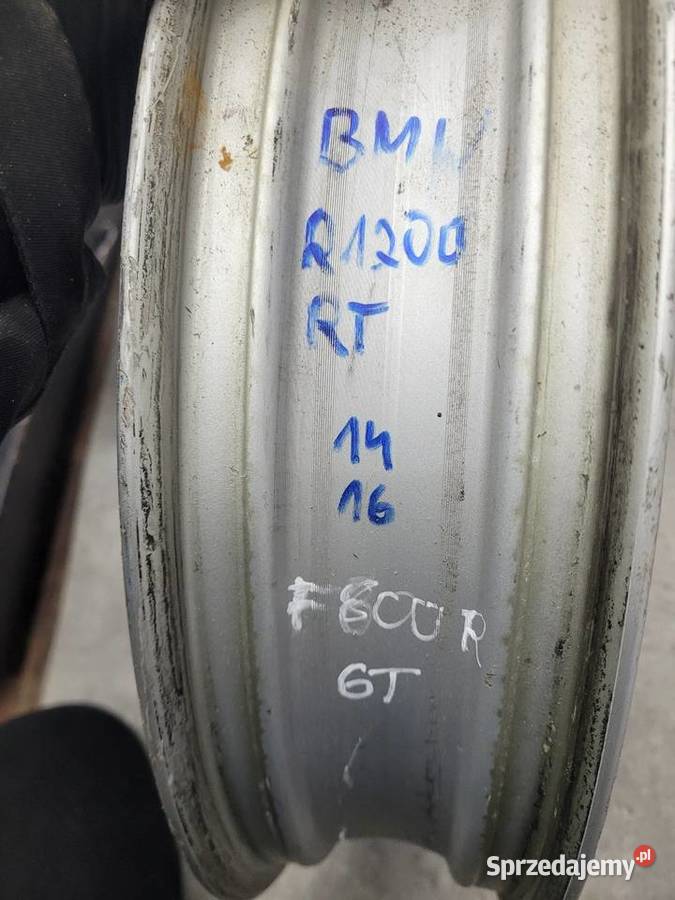 BMW
R1200
RT
14
16
F800 R
GT
Sprzedajemy.pl